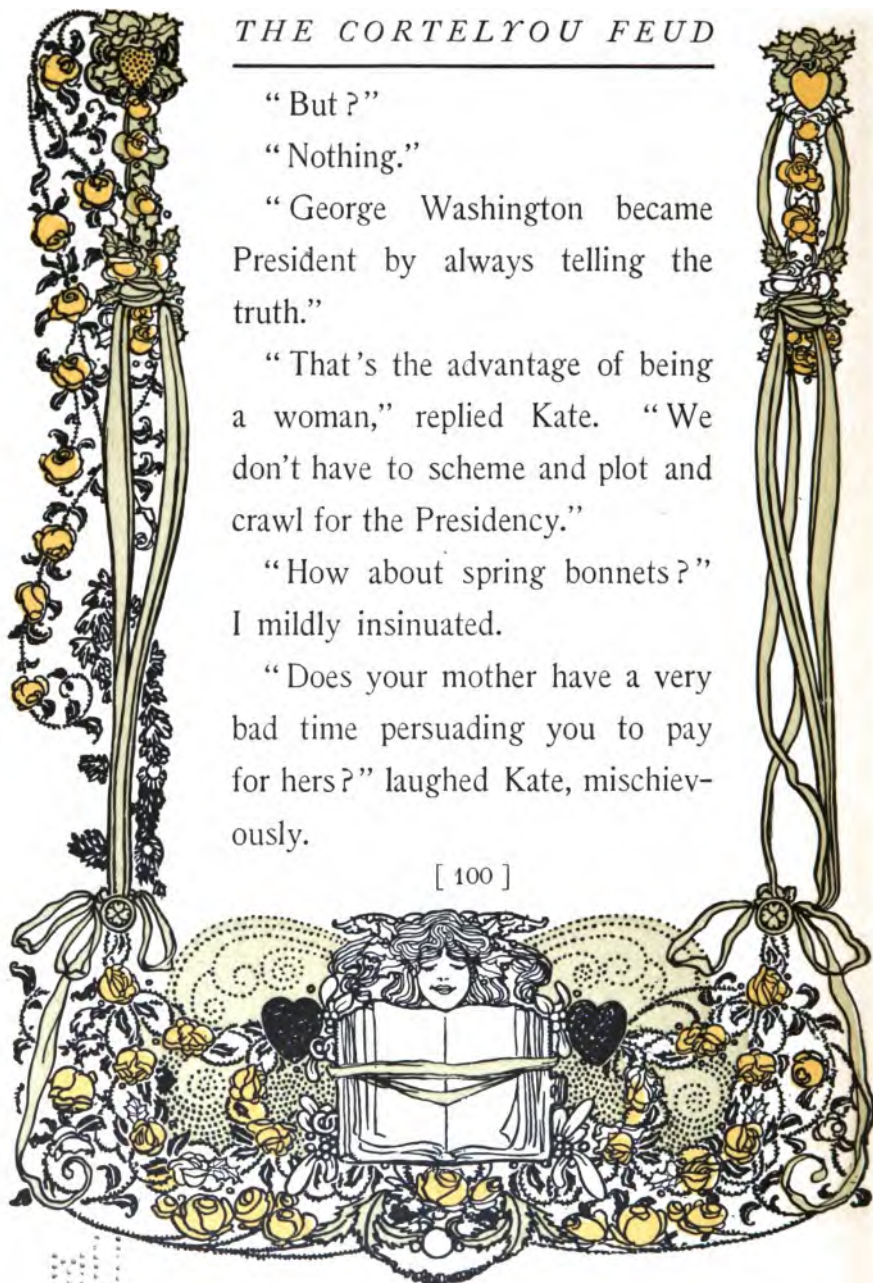 THE CORTELYOU FEUD
“But?”
“Nothing.”
“George Washington became
President by always telling the
truth.”
“That's the advantage of being
a woman,” replied Kate. “We
don't have to scheme and plot and
crawl for the Presidency.”
“How about spring bonnets?”
I mildly insinuated.
“Does your mother have a very
bad time persuading you to pay
for hers?” laughed Kate, mischiev-
ously.
[ 100 ]